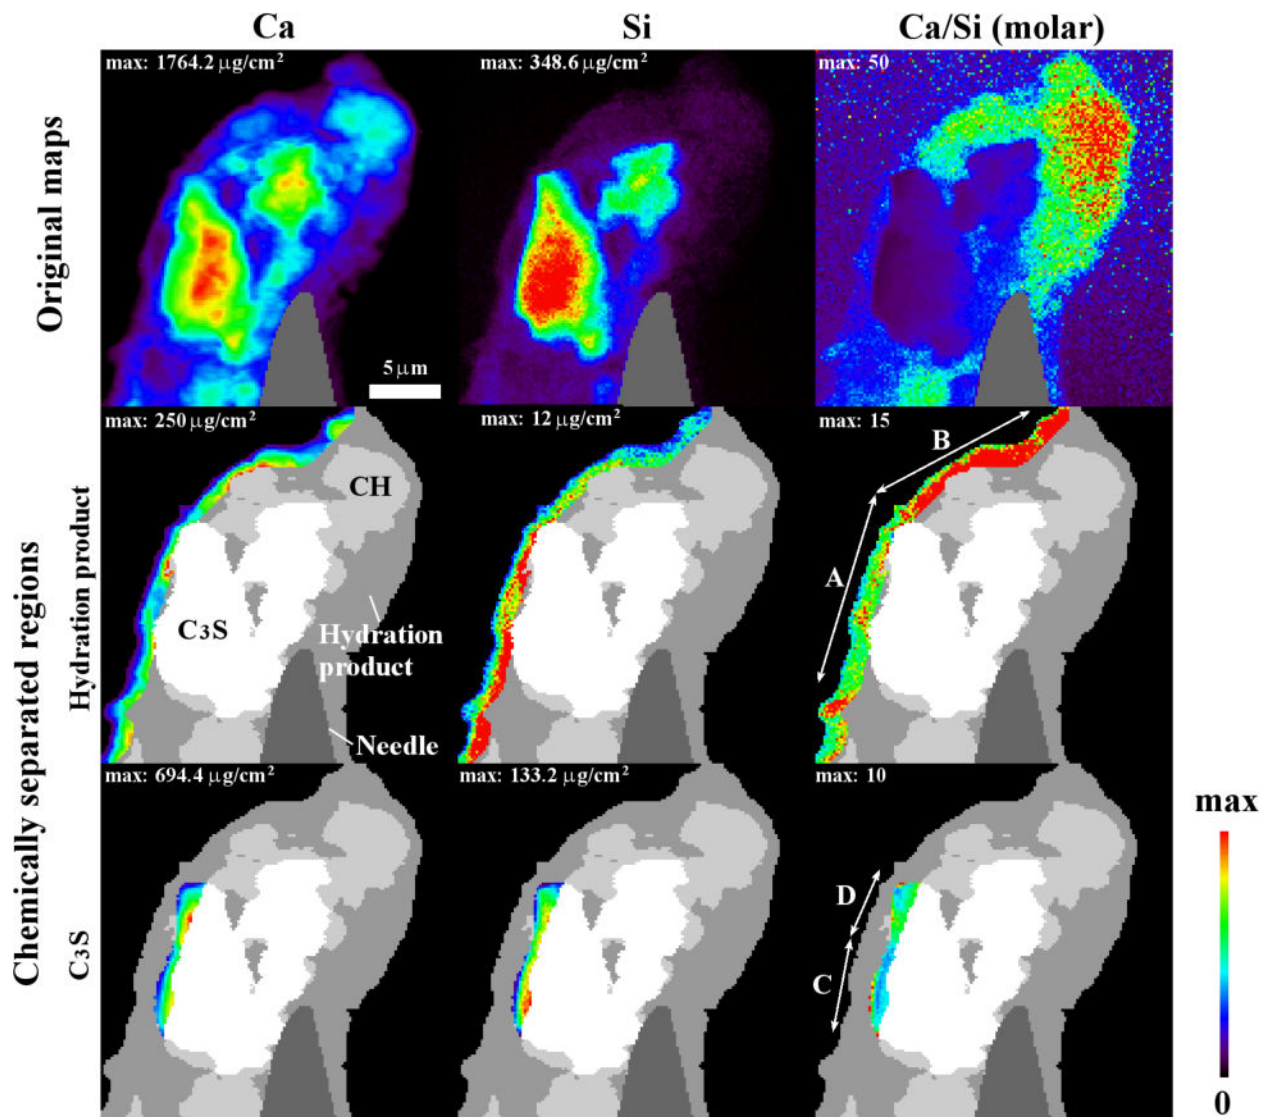 Ca
Si
Ca/Si (molar)
max: 1764.2 μg/cm²
max: 348.6 μg/cm²
max: 50
Original maps
5 μm
max: 250 μg/cm²
max: 12 μg/cm²
max: 15
CH
B
A
C3S
Hydration
product
Needle
Chemically separated regions
Hydration product
max: 694.4 μg/cm²
max: 133.2 μg/cm²
max: 10
D
C
C3S
max
0